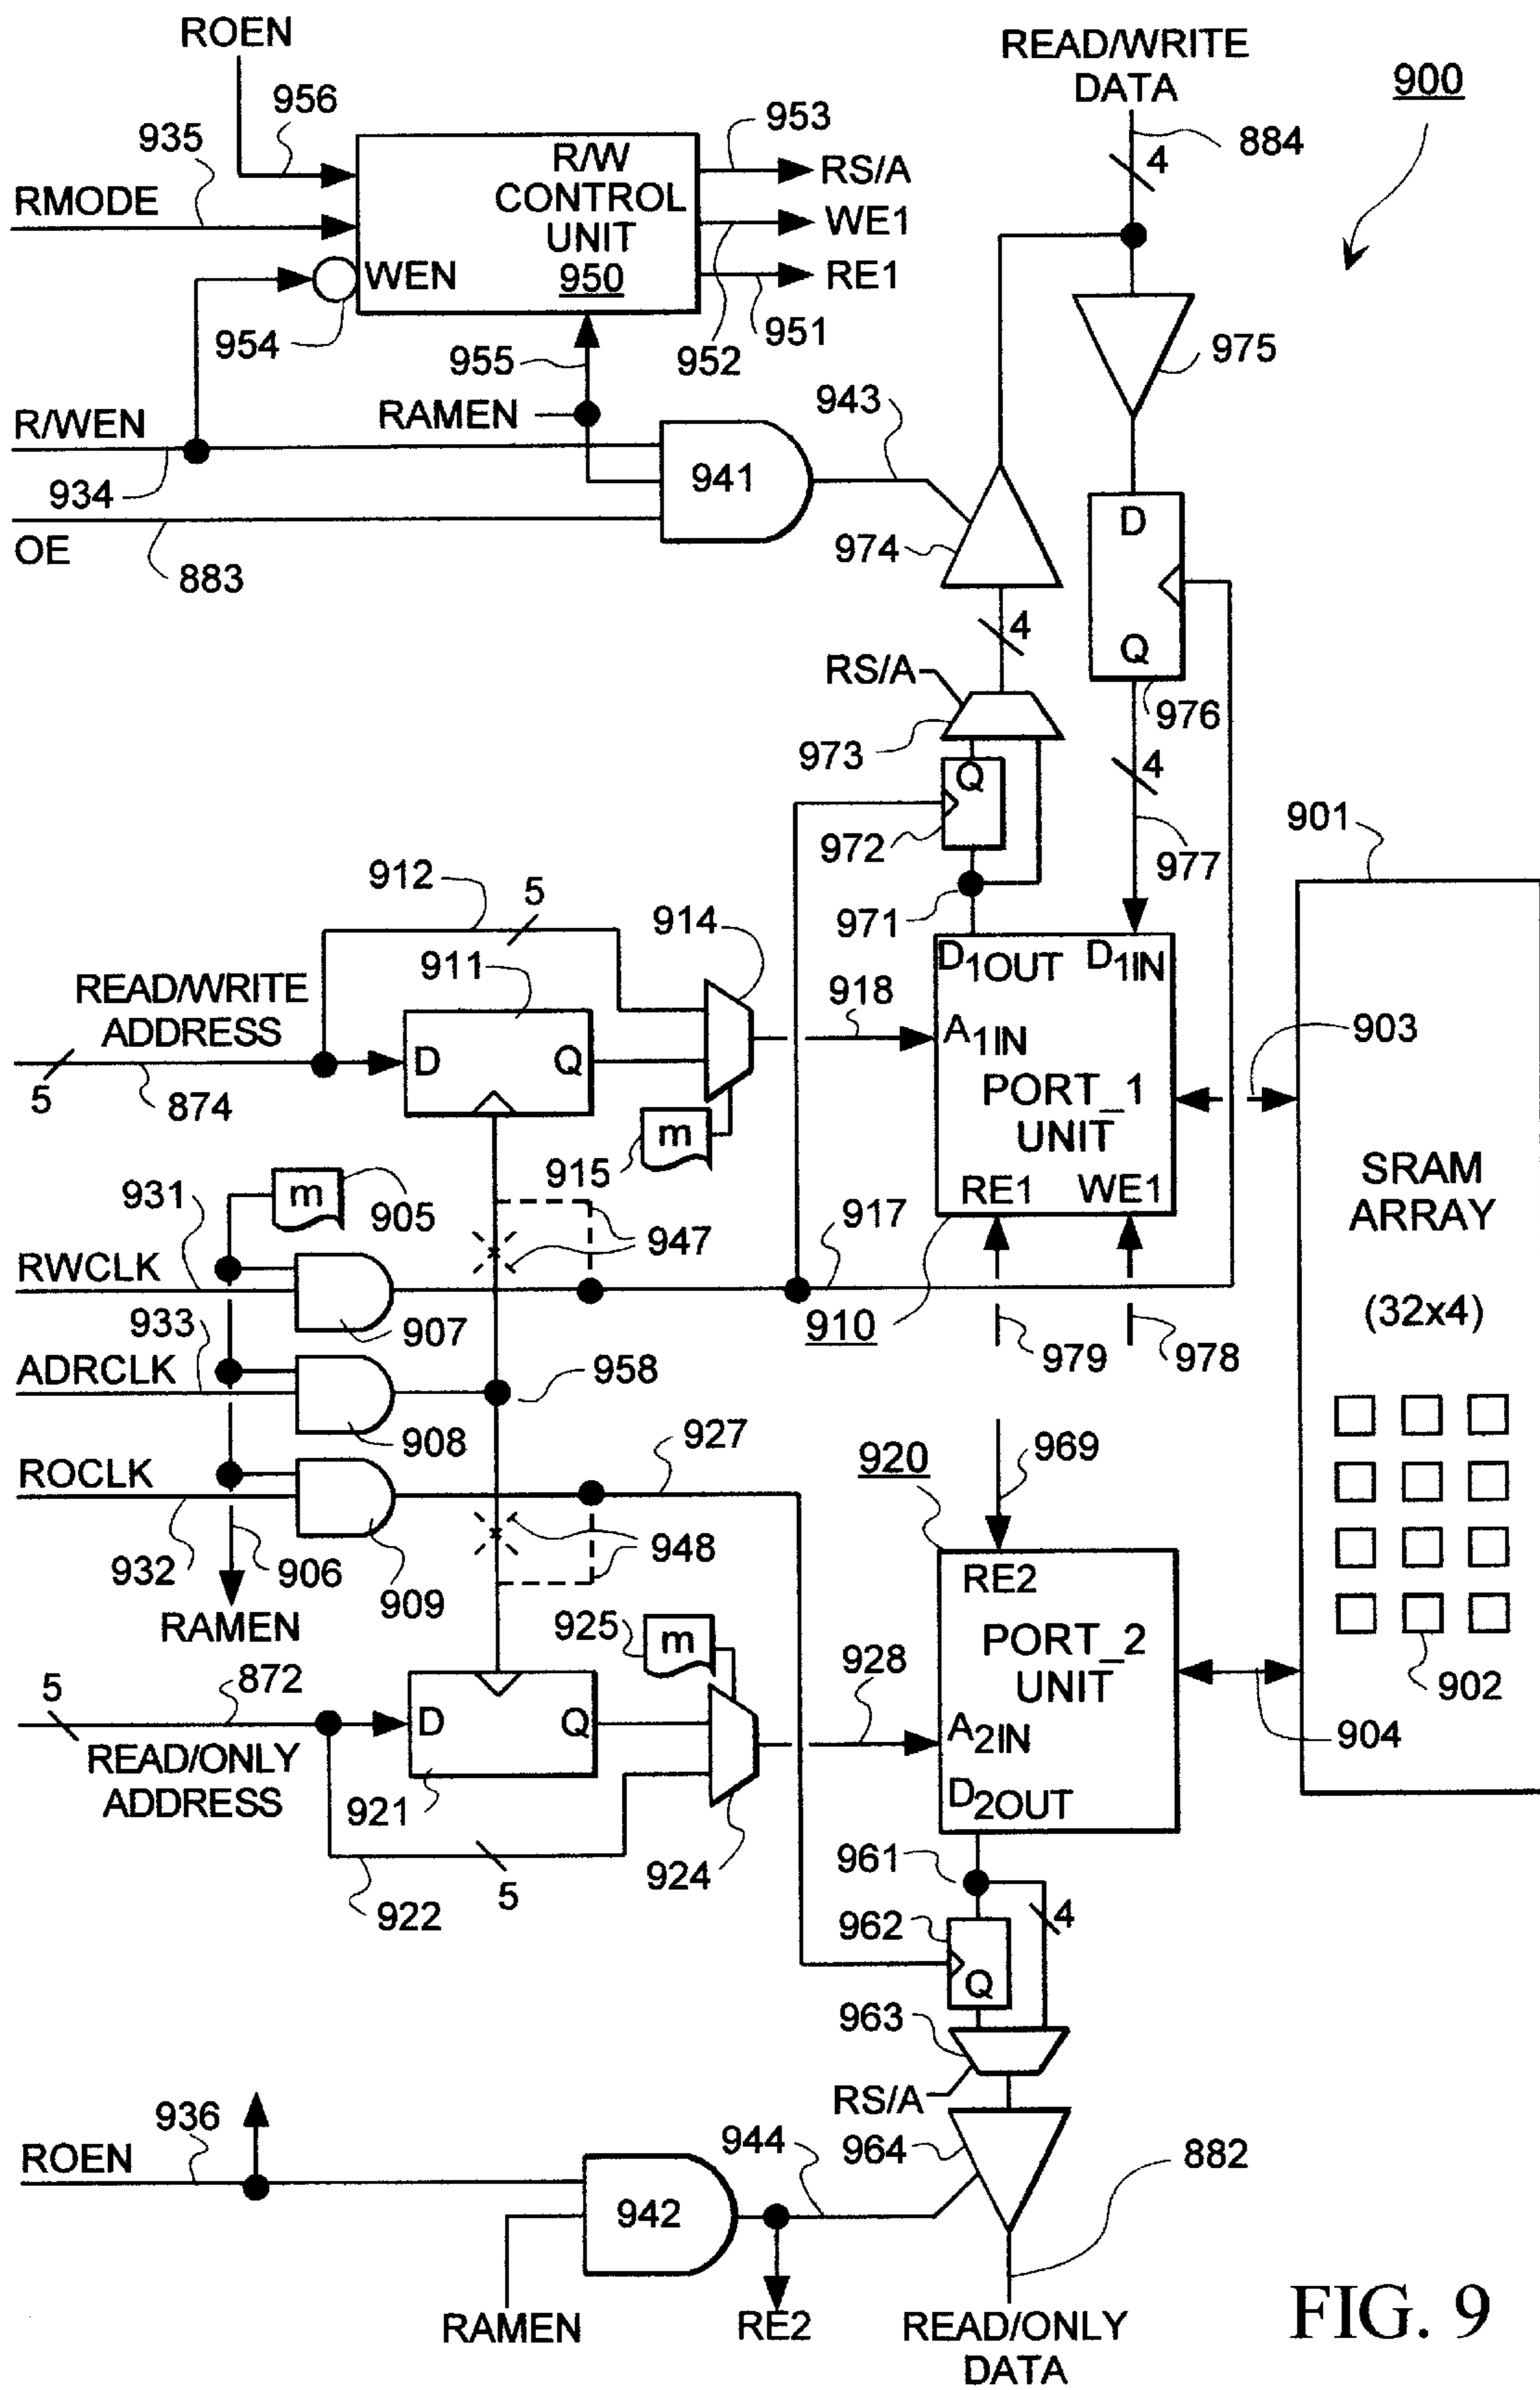 ROEN
READ/WRITE
DATA
900
956
953
884
935
4
R/W
CONTROL
UNIT
950
RS/A
RMODE
WE1
WEN
RE1
954
955
952
951
975
RAMEN
943
R/WEN
934
941
OE
883
974
D
Q
4
RS/A
976
973
Q
4
901
972
977
912
5
914
971
911
D1OUT
D1IN
READ/WRITE
ADDRESS
918
903
A1IN
D
Q
5
874
PORT_1
UNIT
m
915
SRAM
ARRAY
931
m
905
RE1
WE1
917
947
RWCLK
(32x4)
933
907
910
979
978
ADRCLK
958
908
927
920
969
ROCLK
948
932
906
909
RE2
RAMEN
925
m
PORT_2
UNIT
5
872
928
902
D
Q
A2IN
904
READ/ONLY
ADDRESS
921
D2OUT
924
961
922
5
962
4
Q
963
936
RS/A
944
964
882
ROEN
942
RAMEN
RE2
READ/ONLY
DATA
FIG. 9